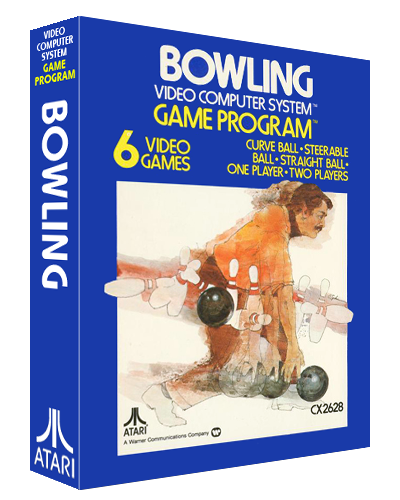 VIDEO
COMPUTER
SYSTEM
GAME
PROGRAM
BOWLING
ATARI
BOWLING
VIDEO COMPUTER SYSTEM™
GAME PROGRAM™
6 VIDEO
GAMES
CURVE BALL • STEERABLE
BALL • STRAIGHT BALL •
ONE PLAYER • TWO PLAYERS
CX2628
ATARI
A Warner Communications Company